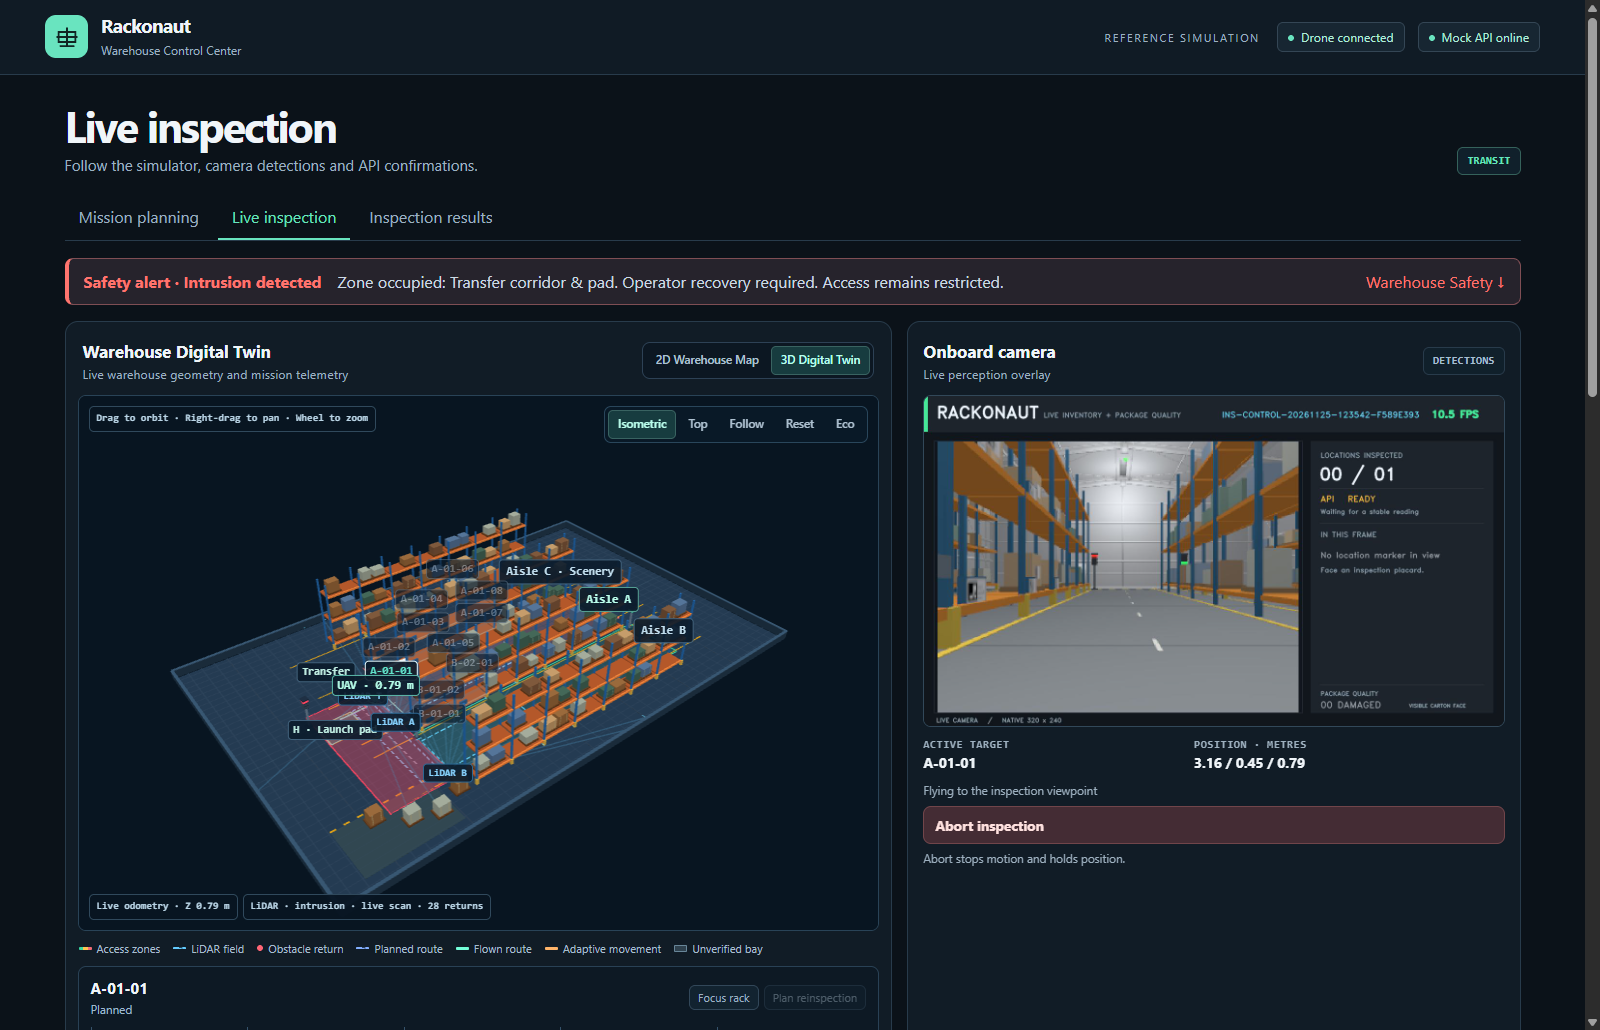 Rackonaut
Warehouse Control Center
REFERENCE SIMULATION
Drone connected
Mock API online
Live inspection
Follow the simulator, camera detections and API confirmations.
TRANSIT
Mission planning
Live inspection
Inspection results
Safety alert · Intrusion detected Zone occupied: Transfer corridor & pad. Operator recovery required. Access remains restricted.
Warehouse Safety ↓
Warehouse Digital Twin
Live warehouse geometry and mission telemetry
2D Warehouse Map
3D Digital Twin
Drag to orbit · Right-drag to pan · Wheel to zoom
Isometric
Top
Follow
Reset
Eco
A-01-06
Aisle C · Scenery
A-01-08
A-01-04
Aisle A
A-01-07
A-01-03
Aisle B
A-01-05
A-01-02
B-02-01
Transfer
A-01-01
UAV · 0.79 m
B-01-02
B-01-01
LiDAR A
H · Launch pad
LiDAR B
Live odometry · Z 0.79 m
LiDAR · intrusion · live scan · 28 returns
Access zones
LiDAR field
Obstacle return
Planned route
Flown route
Adaptive movement
Unverified bay
A-01-01
Planned
Focus rack
Plan reinspection
Onboard camera
Live perception overlay
DETECTIONS
RACKONAUT LIVE INVENTORY + PACKAGE QUALITY
INS-CONTROL-20261125-123542-F589E393 10.5 FPS
LOCATIONS INSPECTED
00 / 01
API READY
Waiting for a stable reading
IN THIS FRAME
No location marker in view
Face an inspection placard.
PACKAGE QUALITY
00 DAMAGED
VISIBLE CARTON FACE
LIVE CAMERA / NATIVE 320 x 240
ACTIVE TARGET
A-01-01
POSITION · METRES
3.16 / 0.45 / 0.79
Flying to the inspection viewpoint
Abort inspection
Abort stops motion and holds position.